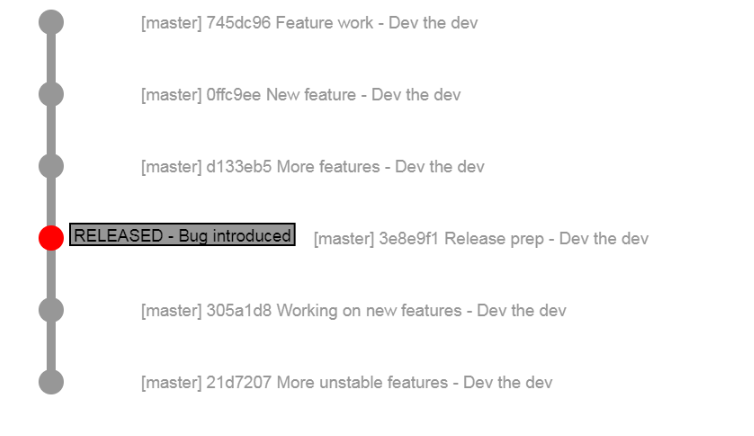 [master] 745dc96 Feature work - Dev the dev
[master] 0ffc9ee New feature - Dev the dev
[master] d133eb5 More features - Dev the dev
RELEASED - Bug introduced [master] 3e8e9f1 Release prep - Dev the dev
[master] 305a1d8 Working on new features - Dev the dev
[master] 21d7207 More unstable features - Dev the dev